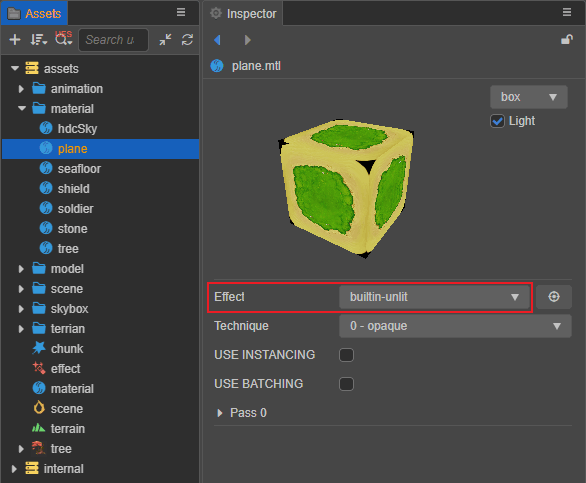 Assets
YES
Search u
assets
animation
material
hdcSky
plane
seafloor
shield
soldier
stone
tree
model
scene
skybox
terrian
chunk
effect
material
scene
terrain
tree
internal
Inspector
plane.mtl
box
Light
Effect builtin-unlit
Technique 0 - opaque
USE INSTANCING
USE BATCHING
Pass 0